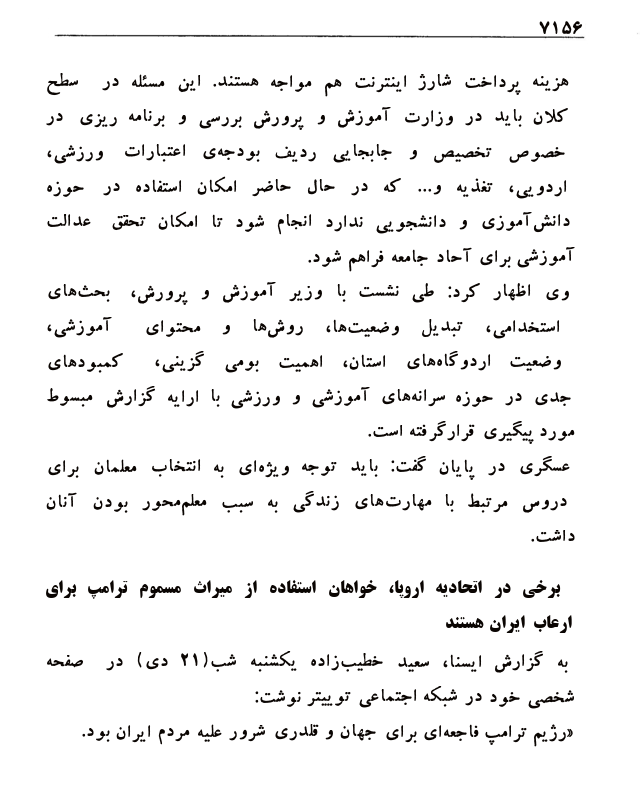 ۷۱۵۶
هزینه پرداخت شارژ اینترنت هم مواجه هستند. این مسئله در سطح
کلان باید در وزارت آموزش و پرورش بررسی و برنامه ریزی در
خصوص تخصیص و جابجایی ردیف بودجه‌ی اعتبارات ورزشی،
اردویی، تغذیه و... که در حال حاضر امکان استفاده در حوزه
دانش‌آموزی و دانشجویی ندارد انجام شود تا امکان تحقق عدالت
آموزشی برای آحاد جامعه فراهم شود.
وی اظهار کرد: طی نشست با وزیر آموزش و پرورش، بحث‌های
استخدامی، تبدیل وضعیت‌ها، روش‌ها و محتوای آموزشی،
وضعیت اردوگاه‌های استان، اهمیت بومی گزینی، کمبودهای
جدی در حوزه سرانه‌های آموزشی و ورزشی با ارایه گزارش مبسوط
مورد پیگیری قرارگرفته است.
عسگری در پایان گفت: باید توجه ویژه‌ای به انتخاب معلمان برای
دروس مرتبط با مهارت‌های زندگی به سبب معلم‌محور بودن آنان
داشت.
برخی در اتحادیه اروپا، خواهان استفاده از میراث مسموم ترامپ برای
ارعاب ایران هستند
به گزارش ایسنا، سعید خطیب‌زاده یکشنبه شب(۲۱ دی) در صفحه
شخصی خود در شبکه اجتماعی توییتر نوشت:
«رژیم ترامپ فاجعه‌ای برای جهان و قلدری شرور علیه مردم ایران بود.